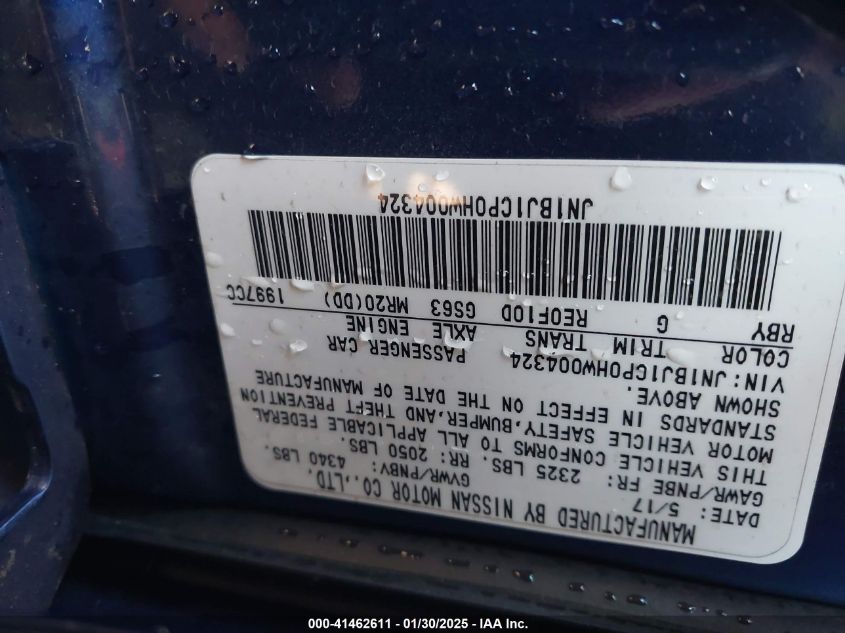 MANUFACTURED BY NISSAN MOTOR CO.,LTD.
DATE: 5/17 GVWR/PNBV: 4340 LBS.
GAWR/PNBE FR: 2325 LBS. RR: 2050 LBS.
THIS VEHICLE CONFORMS TO ALL APPLICABLE FEDERAL
MOTOR VEHICLE SAFETY,BUMPER,AND THEFT PREVENTION
STANDARDS IN EFFECT ON THE DATE OF MANUFACTURE
SHOWN ABOVE.
VIN:JN1BJ1CP0HW004324 PASSENGER CAR
COLOR TRIM TRANS AXLE ENGINE
RBY G RE0F10D GS63 MR20(DD) 1997CC
JN1BJ1CP0HW004324
000-41462611 - 01/30/2025 - IAA Inc.